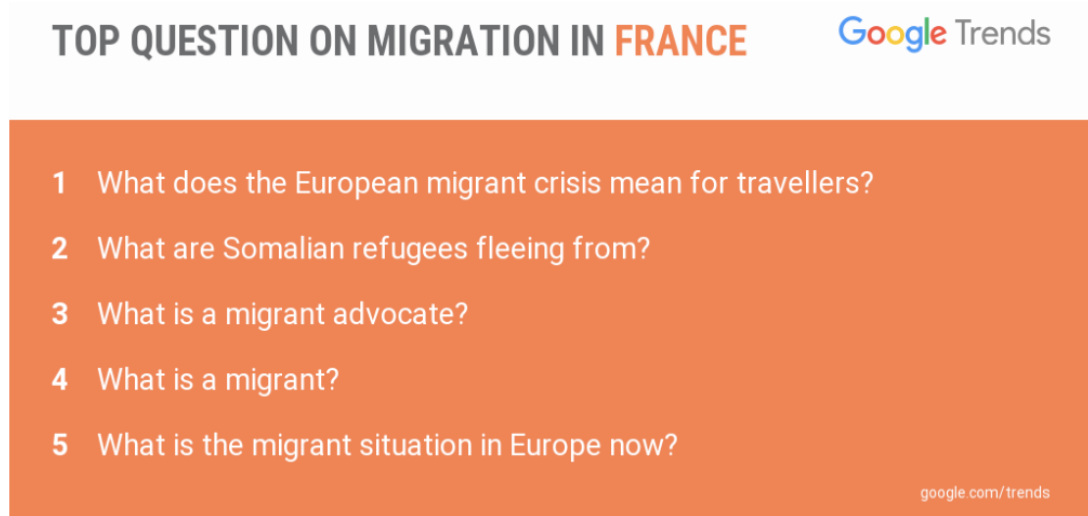 TOP QUESTION ON MIGRATION IN FRANCE
Google Trends
1 What does the European migrant crisis mean for travellers?
2 What are Somalian refugees fleeing from?
3 What is a migrant advocate?
4 What is a migrant?
5 What is the migrant situation in Europe now?
google.com/trends